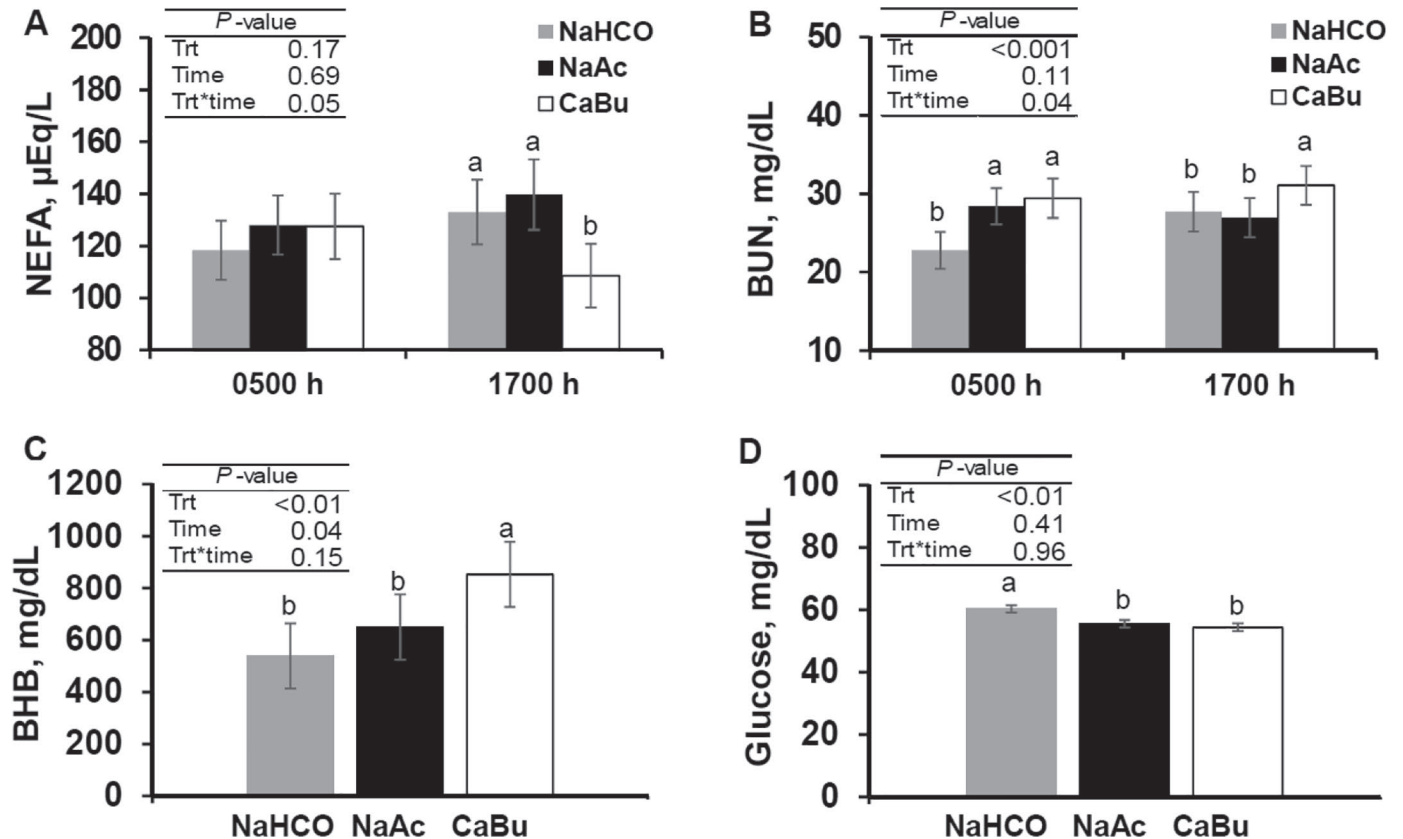 A
P-value
Trt 0.17
Time 0.69
Trt*time 0.05
NaHCO
NaAc
CaBu
NEFA, µEq/L
200
180
160
140
120
100
80
a a b
0500 h 1700 h
B
P-value
Trt <0.001
Time 0.11
Trt*time 0.04
NaHCO
NaAc
CaBu
BUN, mg/dL
50
40
30
20
10
b a a b b a
0500 h 1700 h
C
P-value
Trt <0.01
Time 0.04
Trt*time 0.15
BHB, mg/dL
1200
1000
800
600
400
200
0
b b a
NaHCO NaAc CaBu
D
P-value
Trt <0.01
Time 0.41
Trt*time 0.96
Glucose, mg/dL
100
80
60
40
20
0
a b b
NaHCO NaAc CaBu